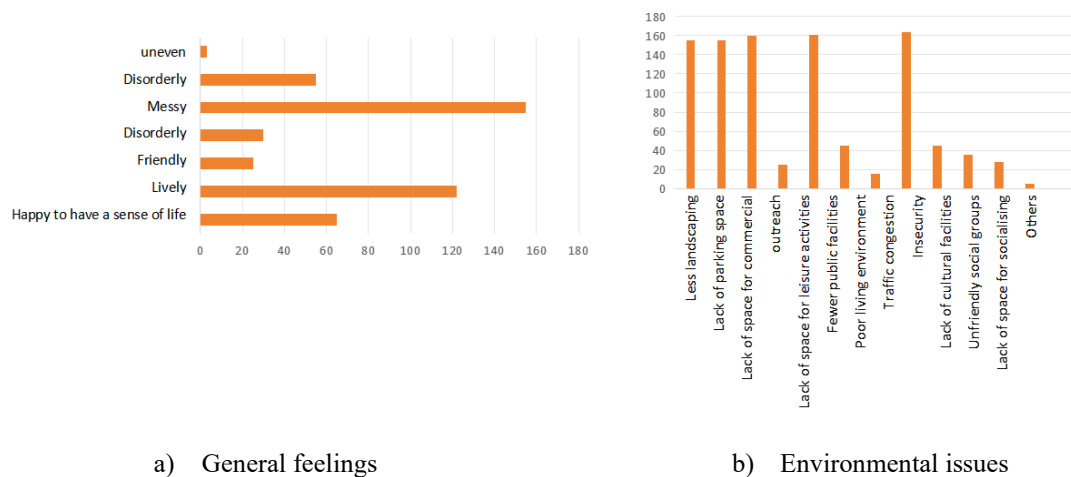 uneven
Disorderly
Messy
Disorderly
Friendly
Lively
Happy to have a sense of life
0 20 40 60 80 100 120 140 160 180
a) General feelings
180
160
140
120
100
80
60
40
20
0
Less landscaping
Lack of parking space
Lack of space for commercial
outreach
Lack of space for leisure activities
Fewer public facilities
Poor living environment
Traffic congestion
Insecurity
Lack of cultural facilities
Unfriendly social groups
Lack of space for socialising
Others
b) Environmental issues